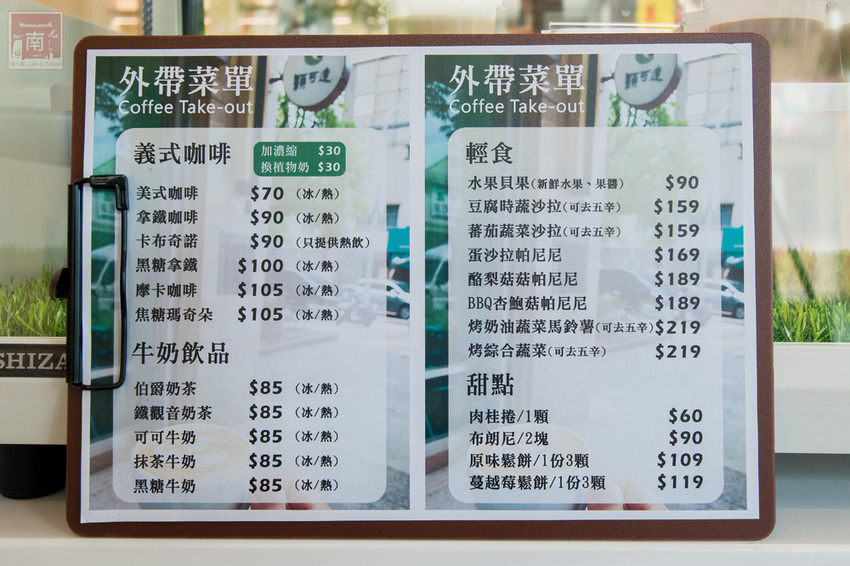 南
SHIZA
外帶菜單
Coffee Take-out
義式咖啡
加濃縮 $30
換植物奶 $30
美式咖啡 $70 (冰/熱)
拿鐵咖啡 $90 (冰/熱)
卡布奇諾 $90 (只提供熱飲)
黑糖拿鐵 $100 (冰/熱)
摩卡咖啡 $105 (冰/熱)
焦糖瑪奇朵 $105 (冰/熱)
牛奶飲品
伯爵奶茶 $85 (冰/熱)
鐵觀音奶茶 $85 (冰/熱)
可可牛奶 $85 (冰/熱)
抹茶牛奶 $85 (冰/熱)
黑糖牛奶 $85 (冰/熱)
外帶菜單
Coffee Take-out
輕食
水果貝果(新鮮水果、果醬) $90
豆腐時蔬沙拉(可去五辛) $159
蕃茄蔬菜沙拉(可去五辛) $159
蛋沙拉帕尼尼 $169
酪梨菇菇帕尼尼 $189
BBQ杏鮑菇帕尼尼 $189
烤奶油蔬菜馬鈴薯(可去五辛) $219
烤綜合蔬菜(可去五辛) $219
甜點
肉桂捲/1顆 $60
布朗尼/2塊 $90
原味鬆餅/1份3顆 $109
蔓越莓鬆餅/1份3顆 $119